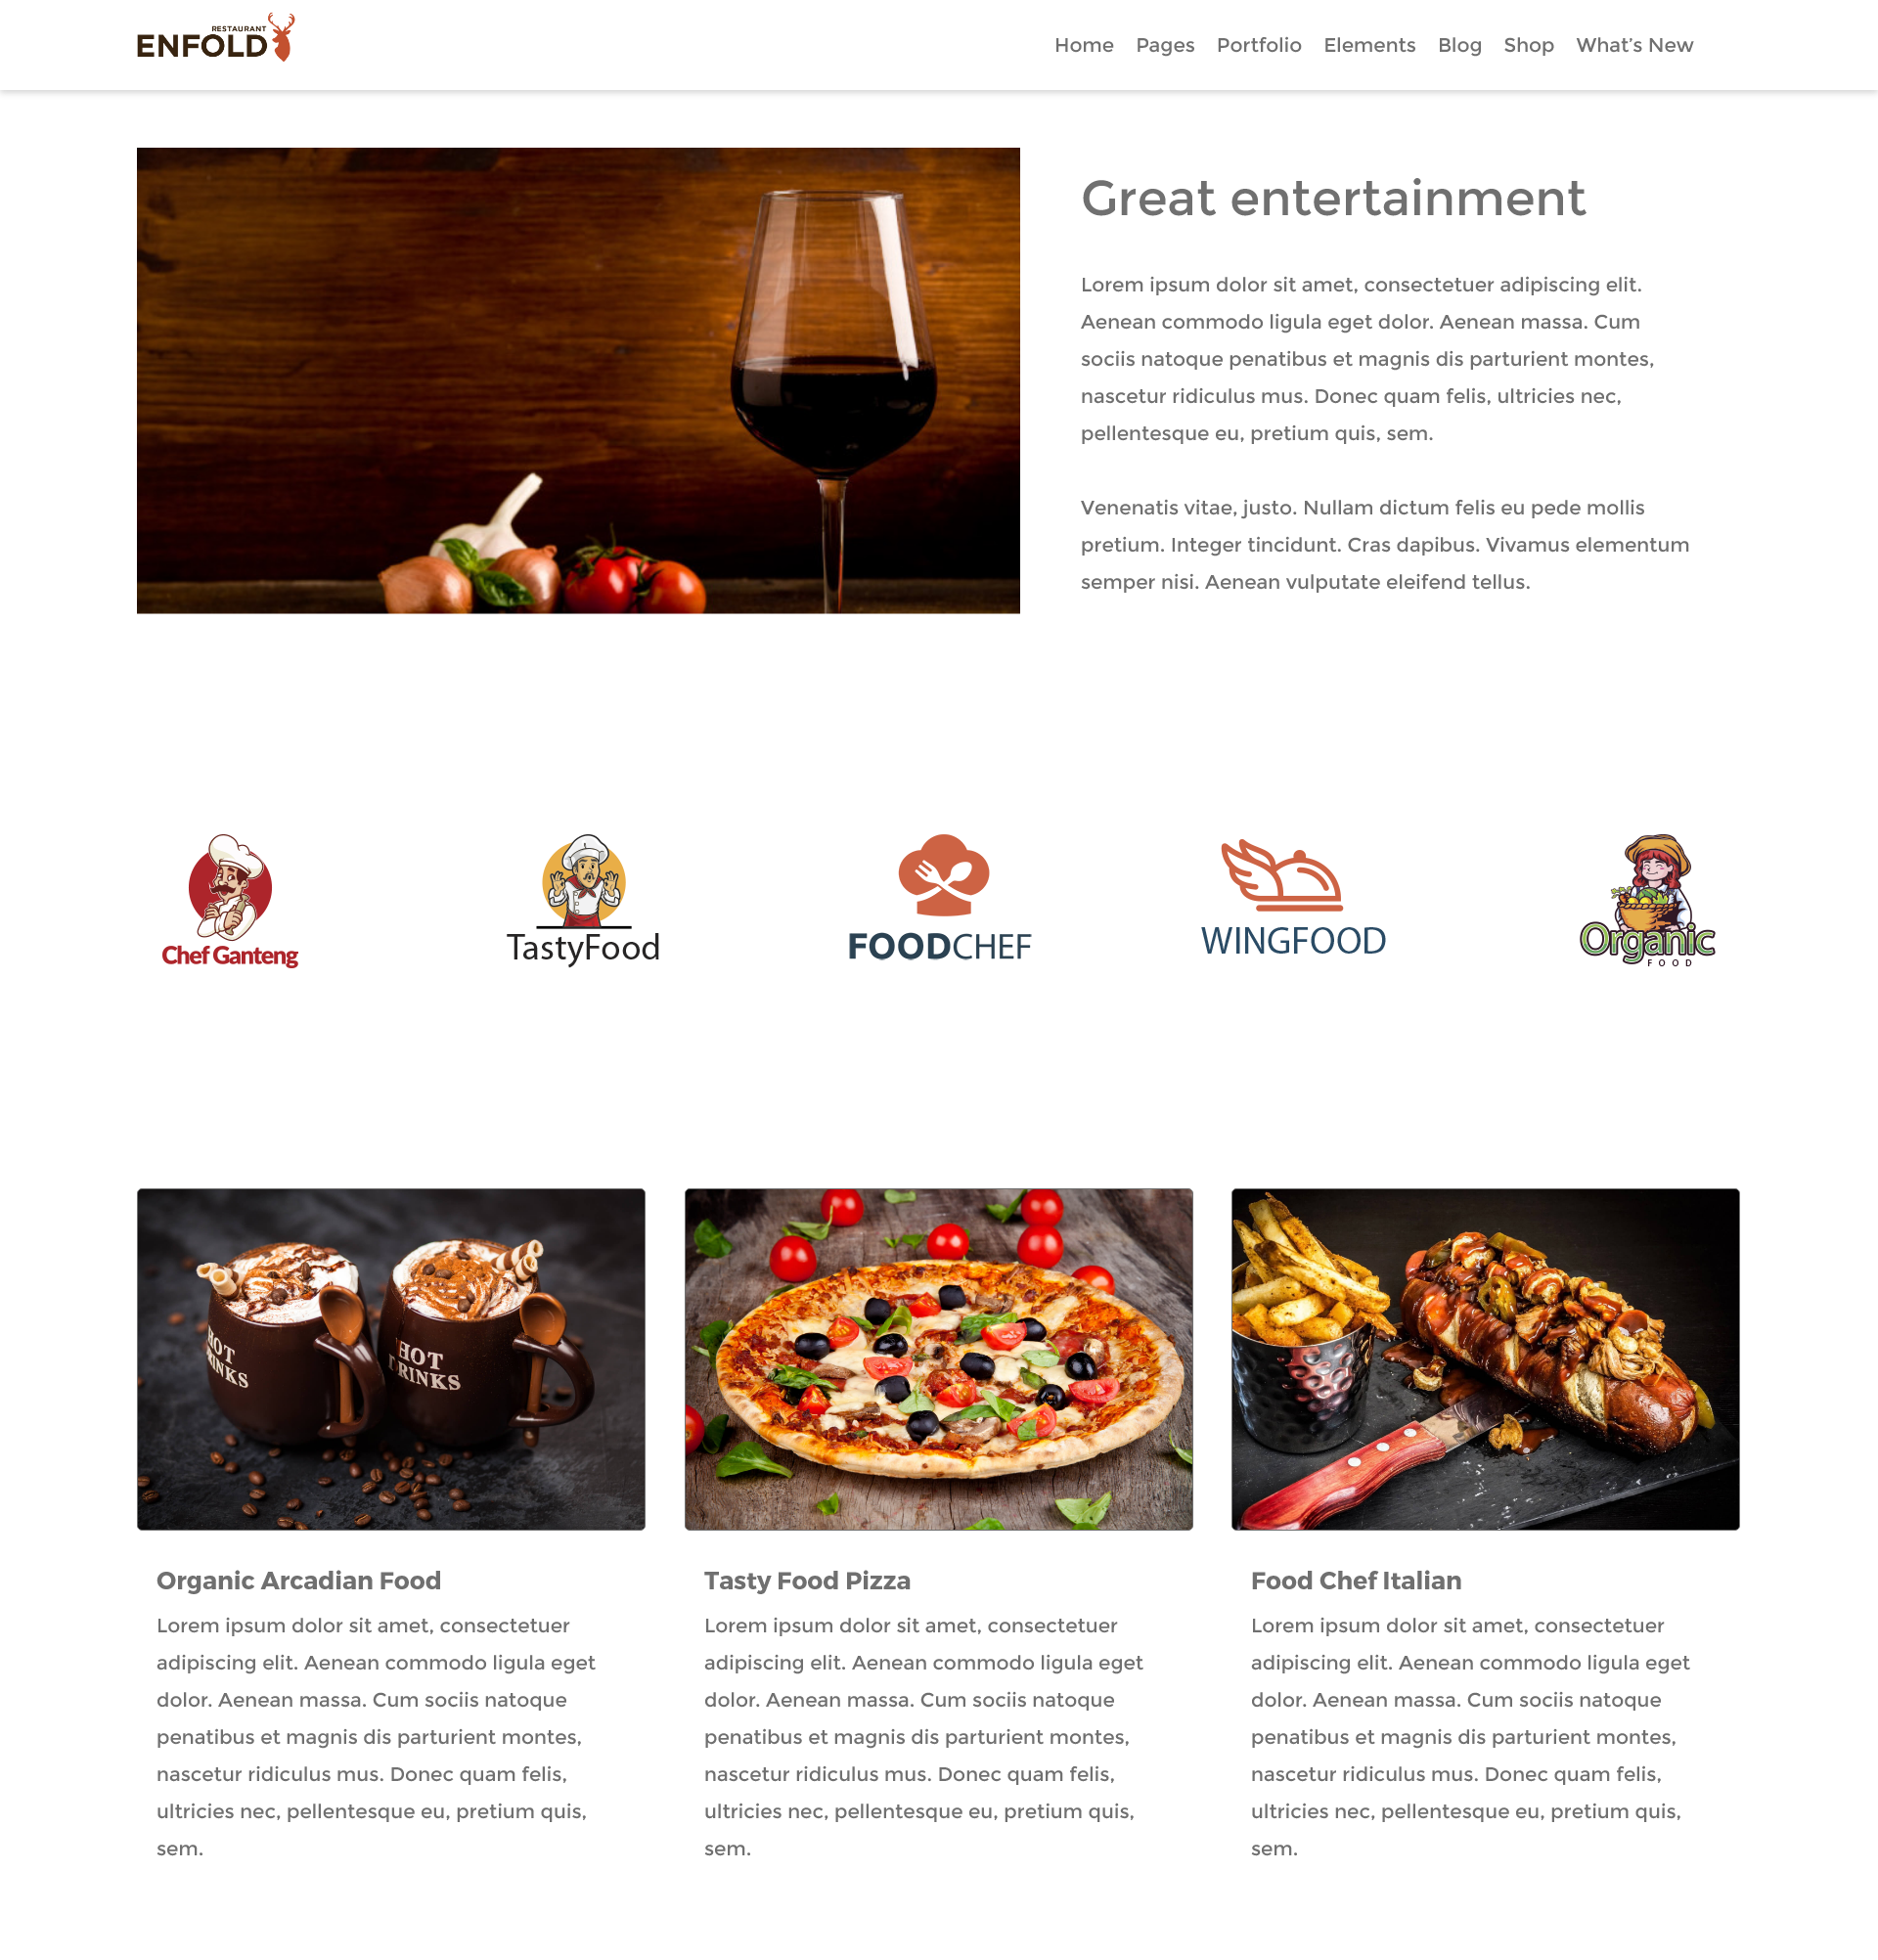 RESTAURANT
ENFOLD
Home Pages Portfolio Elements Blog Shop What's New
Great entertainment
Lorem ipsum dolor sit amet, consectetuer adipiscing elit.
Aenean commodo ligula eget dolor. Aenean massa. Cum
sociis natoque penatibus et magnis dis parturient montes,
nascetur ridiculus mus. Donec quam felis, ultricies nec,
pellentesque eu, pretium quis, sem.
Venenatis vitae, justo. Nullam dictum felis eu pede mollis
pretium. Integer tincidunt. Cras dapibus. Vivamus elementum
semper nisi. Aenean vulputate eleifend tellus.
Chef Ganteng
TastyFood
FOODCHEF
WINGFOOD
Organic
FOOD
HOT
RINKS
HOT
DRINKS
Organic Arcadian Food
Lorem ipsum dolor sit amet, consectetuer
adipiscing elit. Aenean commodo ligula eget
dolor. Aenean massa. Cum sociis natoque
penatibus et magnis dis parturient montes,
nascetur ridiculus mus. Donec quam felis,
ultricies nec, pellentesque eu, pretium quis,
sem.
Tasty Food Pizza
Lorem ipsum dolor sit amet, consectetuer
adipiscing elit. Aenean commodo ligula eget
dolor. Aenean massa. Cum sociis natoque
penatibus et magnis dis parturient montes,
nascetur ridiculus mus. Donec quam felis,
ultricies nec, pellentesque eu, pretium quis,
sem.
Food Chef Italian
Lorem ipsum dolor sit amet, consectetuer
adipiscing elit. Aenean commodo ligula eget
dolor. Aenean massa. Cum sociis natoque
penatibus et magnis dis parturient montes,
nascetur ridiculus mus. Donec quam felis,
ultricies nec, pellentesque eu, pretium quis,
sem.